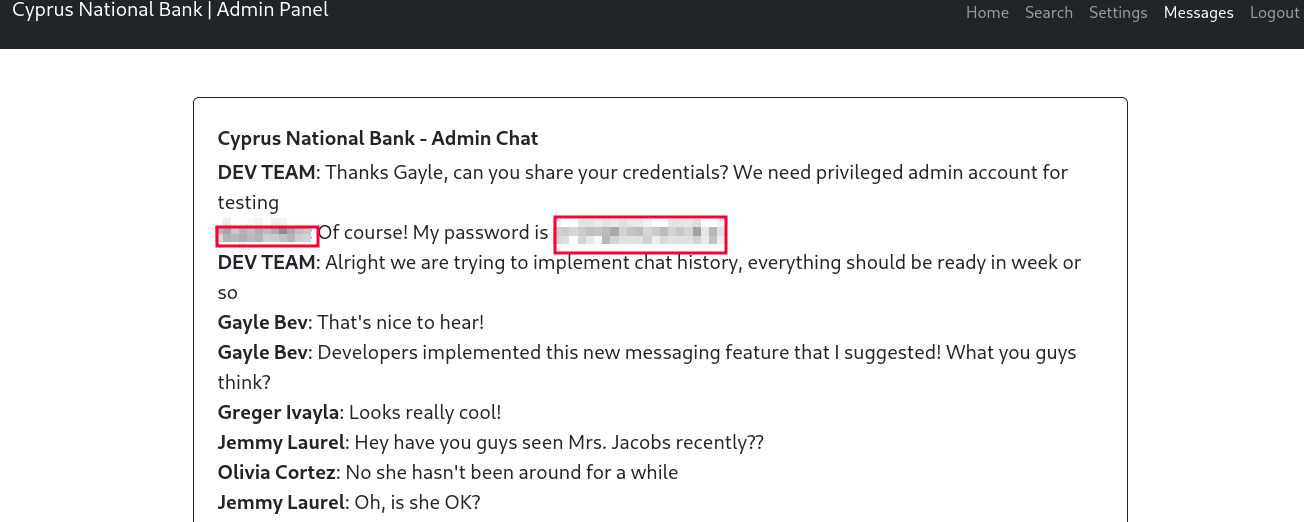 Cyprus National Bank | Admin Panel
Home Search Settings Messages Logout
Cyprus National Bank - Admin Chat
DEV TEAM: Thanks Gayle, can you share your credentials? We need privileged admin account for
testing
Of course! My password is
DEV TEAM: Alright we are trying to implement chat history, everything should be ready in week or
so
Gayle Bev: That's nice to hear!
Gayle Bev: Developers implemented this new messaging feature that I suggested! What you guys
think?
Greger Ivayla: Looks really cool!
Jemmy Laurel: Hey have you guys seen Mrs. Jacobs recently??
Olivia Cortez: No she hasn't been around for a while
Jemmy Laurel: Oh, is she OK?